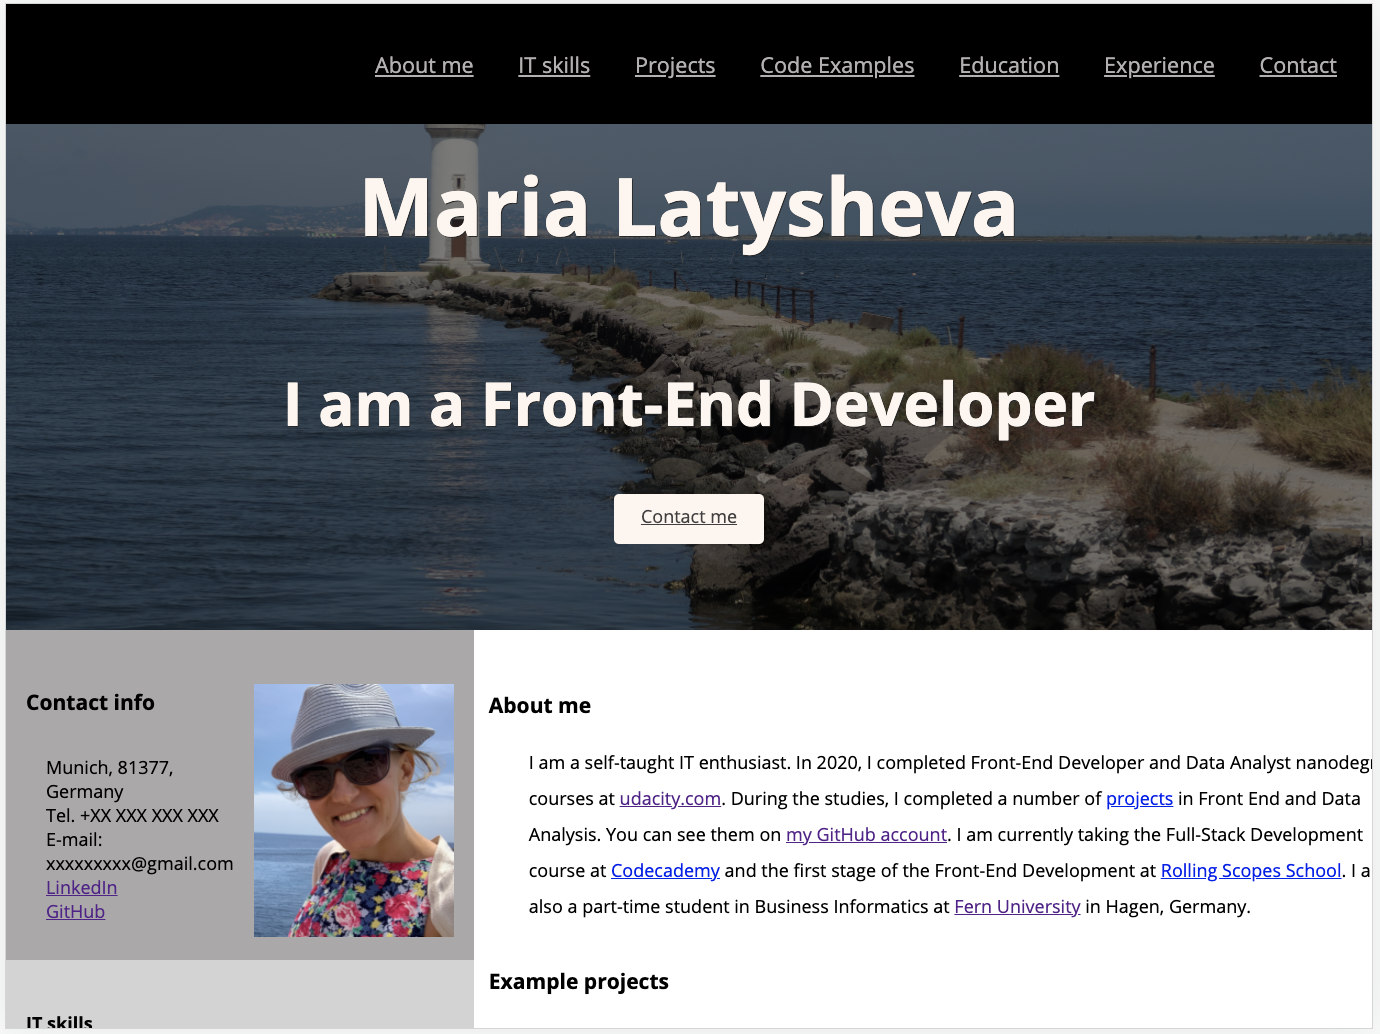 About me IT skills Projects Code Examples Education Experience Contact
Maria Latysheva
I am a Front-End Developer
Contact me
Contact info
Munich, 81377,
Germany
Tel. +XX XXX XXX XXX
E-mail:
xxxxxxxxx@gmail.com
LinkedIn
GitHub
IT skills
About me
I am a self-taught IT enthusiast. In 2020, I completed Front-End Developer and Data Analyst
courses at udacity.com. During the studies, I completed a number of projects in Front End and Data
Analysis. You can see them on my GitHub account. I am currently taking the Full-Stack Development
course at Codecademy and the first stage of the Front-End Development at Rolling Scopes School. I
also a part-time student in Business Informatics at Fern University in Hagen, Germany.
Example projects